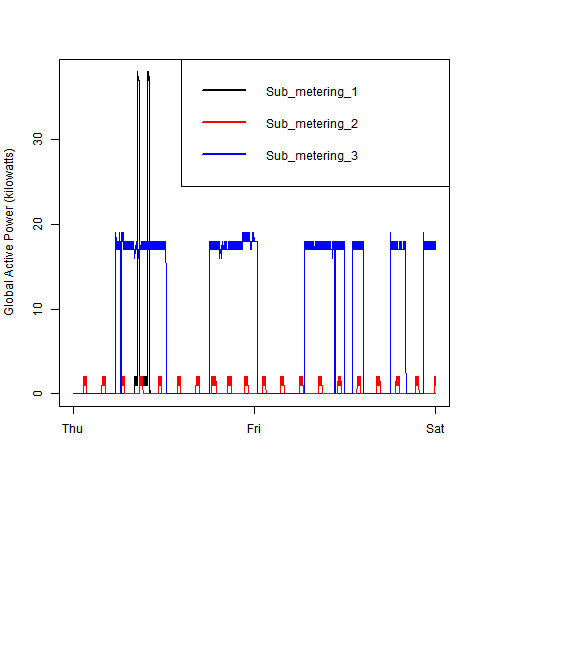 Sub_metering_1
Sub_metering_2
Sub_metering_3
Global Active Power (kilowatts)
30
20
10
0
Thu Fri Sat